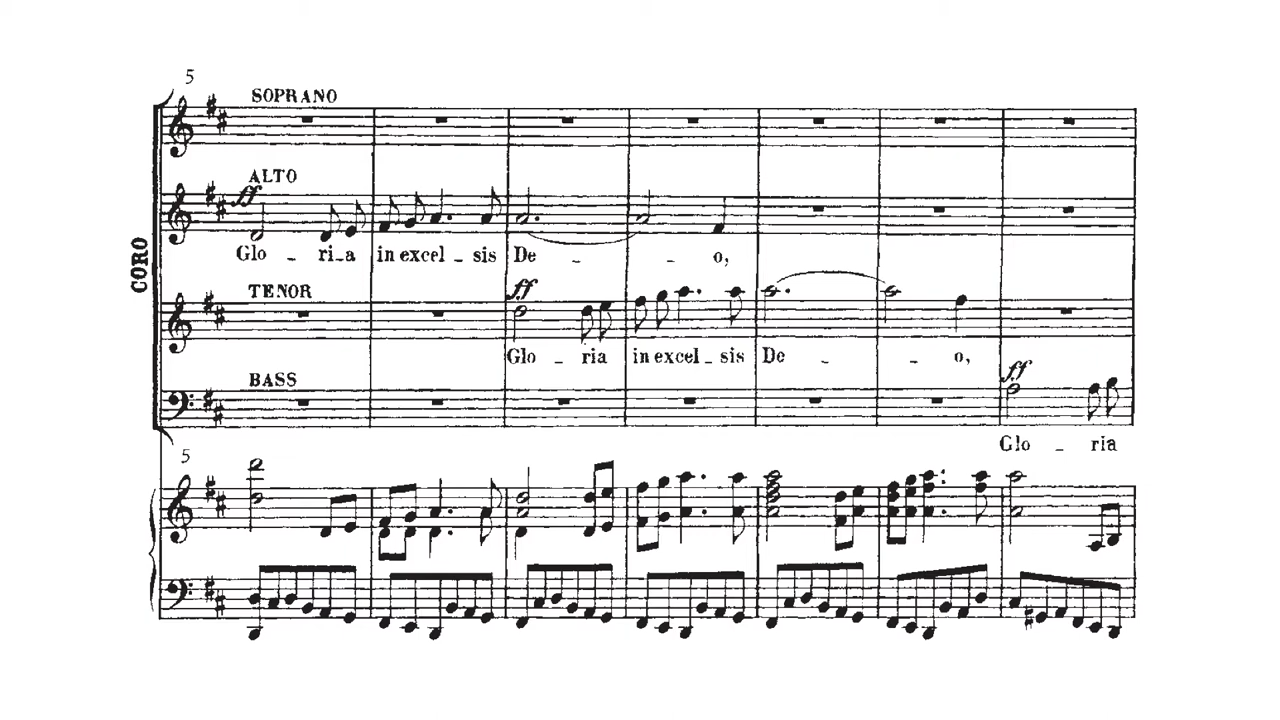 5
SOPRANO
ALTO
ff
Glo _ ri_a in excel _ sis De _ _ o,
CORO
TENOR
ff
Glo _ ria in excel _ sis De _ _ o,
BASS
ff
Glo _ ria
5